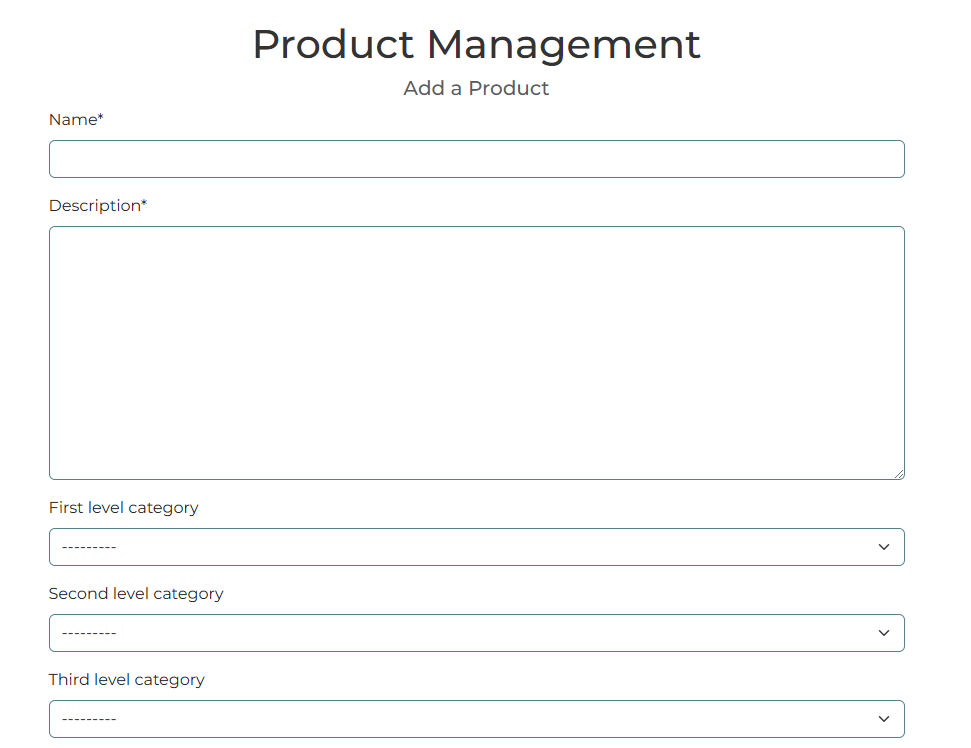 Product Management
Add a Product
Name*
Description*
First level category
---------
Second level category
---------
Third level category
---------